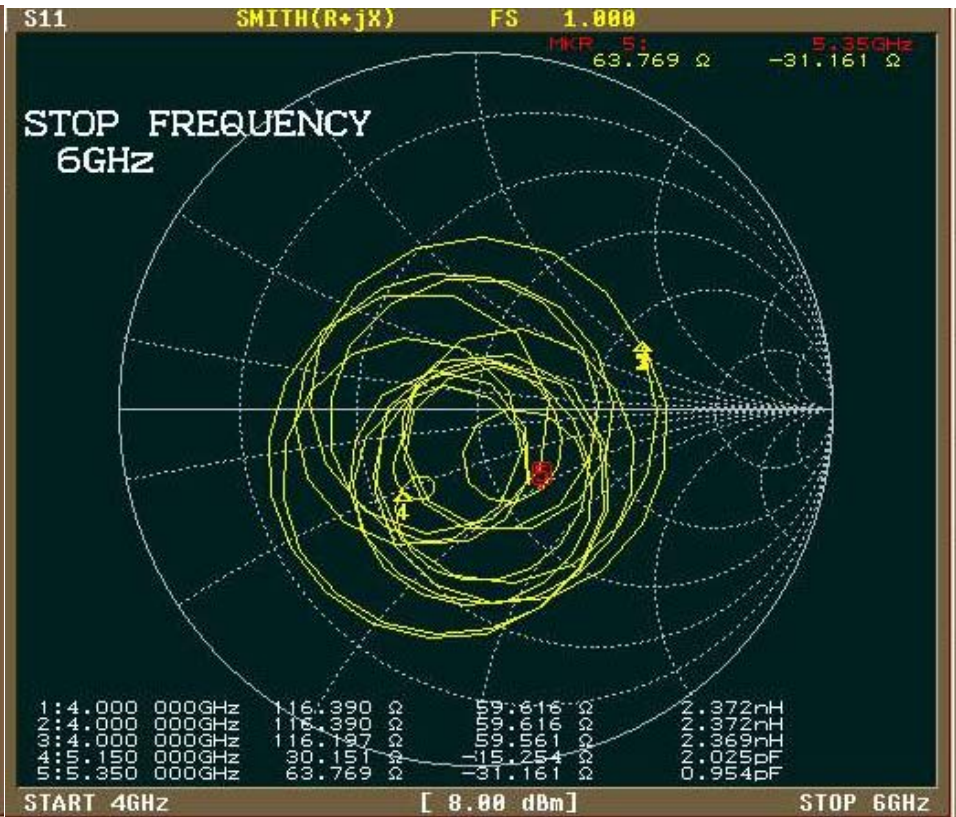 S11 SMITH(R+jX) FS 1.000
MKR 5: 5.35GHz
63.769 Ω -31.161 Ω
STOP FREQUENCY
6GHz
4
5
1:4.000 000GHz 116.390 Ω 59.616 Ω 2.372nH
2:4.000 000GHz 116.390 Ω 59.616 Ω 2.372nH
3:4.000 000GHz 116.197 Ω 59.561 Ω 2.369nH
4:5.150 000GHz 30.151 Ω -15.254 Ω 2.025pF
5:5.350 000GHz 63.769 Ω -31.161 Ω 0.954pF
START 4GHz [ 8.00 dBm] STOP 6GHz